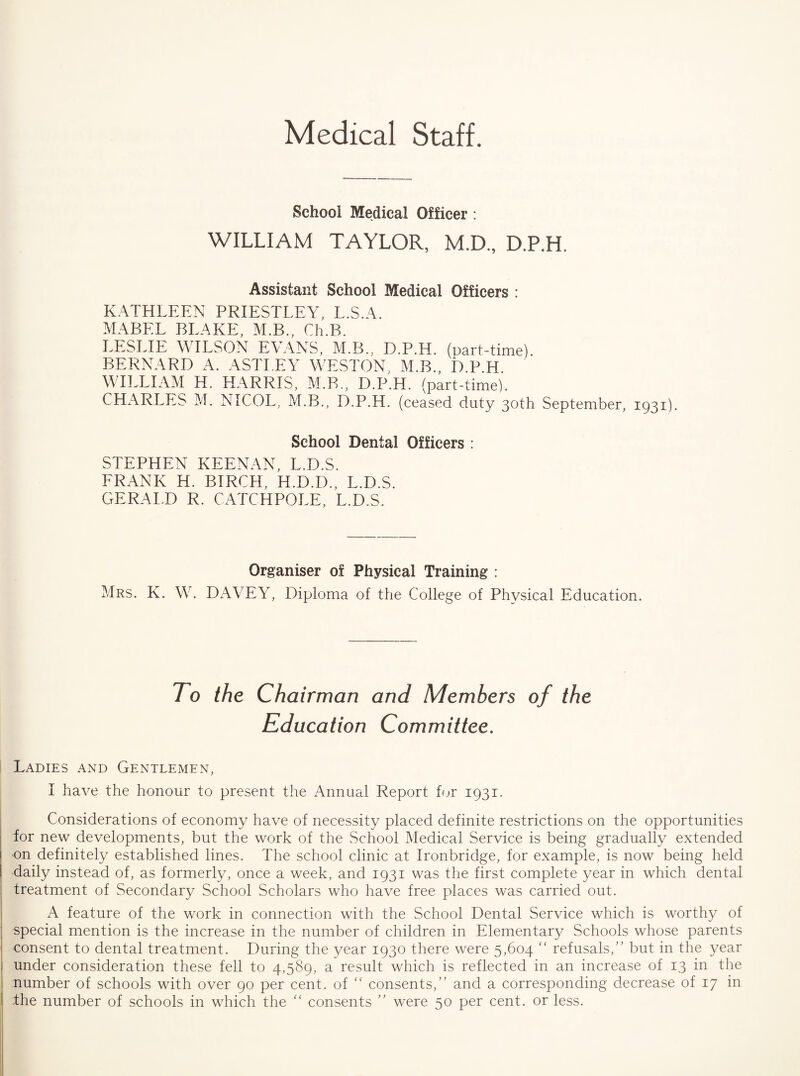 Medical Staff.
School Medical Officer :
WILLIAM TAYLOR, M.D., D.P.H.
Assistant School Medical Officers :
KATHLEEN PRIESTLEY, L.S.A.
MABEL BLAKE, M.B., Ch.B.
LESLIE WILSON EVANS, M.B., D.P.H. (part-time).
BERNARD A. ASTLEY WESTON, M.B., D.P.H.
WILLIAM H. HARRIS, M.B., D.P.H. (part-time).
CHARLES M. NICOL, M.B., D.P.H. (ceased duty 30th September, 1931).
School Dental Officers :
STEPHEN KEENAN, L.D.S.
FRANK H. BIRCH, H.D.D., L.D.S.
GERALD R. CATCHPOLE, L.D.S.
Organiser of Physical Training :
Mrs. K. W. DAVEY, Diploma of the College of Physical Education.
To the Chairman and Members of the
Education Committee.
Ladies and Gentlemen,
I have the honour to present the Annual Report for 1931.
Considerations of economy have of necessity placed definite restrictions on the opportunities
for new developments, but the work of the School Medical Service is being gradually extended
on definitely established lines. The school clinic at Ironbridge, for example, is now being held
daily instead of, as formerly, once a week, and 1931 was the first complete year in which dental
treatment of Secondary School Scholars who have free places was carried out.
A feature of the work in connection with the School Dental Service which is worthy of
special mention is the increase in the number of children in Elementary Schools whose parents
consent to dental treatment. During the year 1930 there were 5,604 “ refusals,” but in the year
under consideration these fell to 4,589, a result which is reflected in an increase of 13 in the
number of schools with over 90 per cent. of “ consents,” and a corresponding decrease of 17 in
the number of schools in which the “ consents ” were 50 per cent. or less.